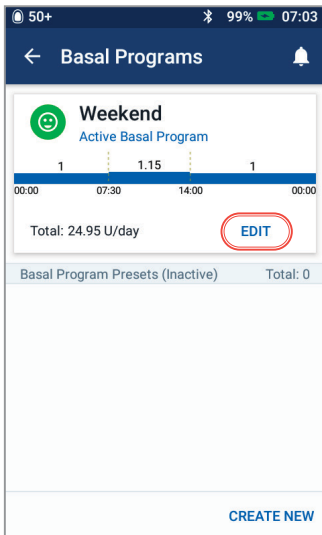 50+ 99% 07:03
Basal Programs
Weekend
Active Basal Program
1 1.15 1
00:00 07:30 14:00 00:00
Total: 24.95 U/day EDIT
Basal Program Presets (Inactive) Total: 0
CREATE NEW